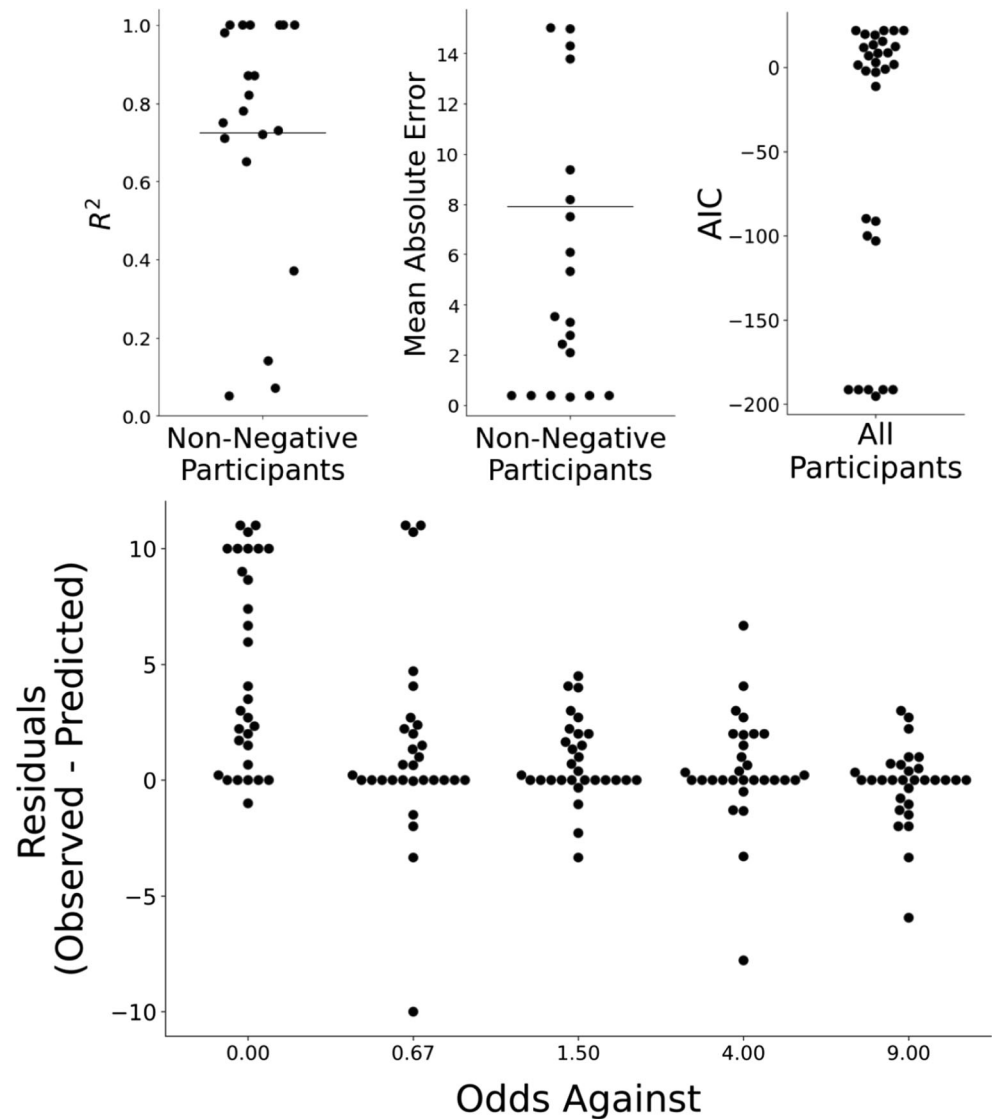 1.0
0.8
0.6
0.4
0.2
0.0
R²
Non-Negative
Participants
14
12
10
8
6
4
2
0
Mean Absolute Error
Non-Negative
Participants
0
−50
−100
−150
−200
AIC
All
Participants
10
5
0
−5
−10
Residuals
(Observed - Predicted)
0.00 0.67 1.50 4.00 9.00
Odds Against